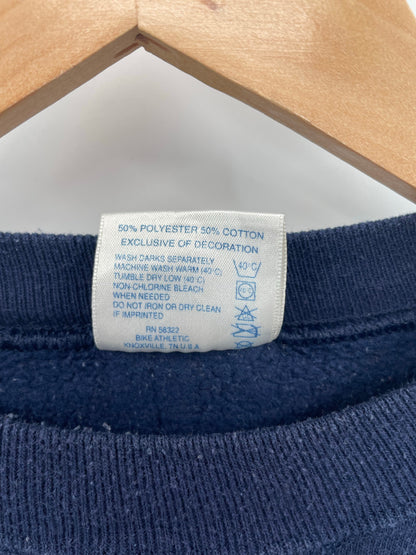 50% POLYESTER 50% COTTON
EXCLUSIVE OF DECORATION
WASH DARKS SEPARATELY
MACHINE WASH WARM (40°C)
TUMBLE DRY LOW (40°C)
NON-CHLORINE BLEACH
WHEN NEEDED
DO NOT IRON OR DRY CLEAN
IF IMPRINTED
40°C
RN 56322
BIKE ATHLETIC
KNOXVILLE, TN U S A